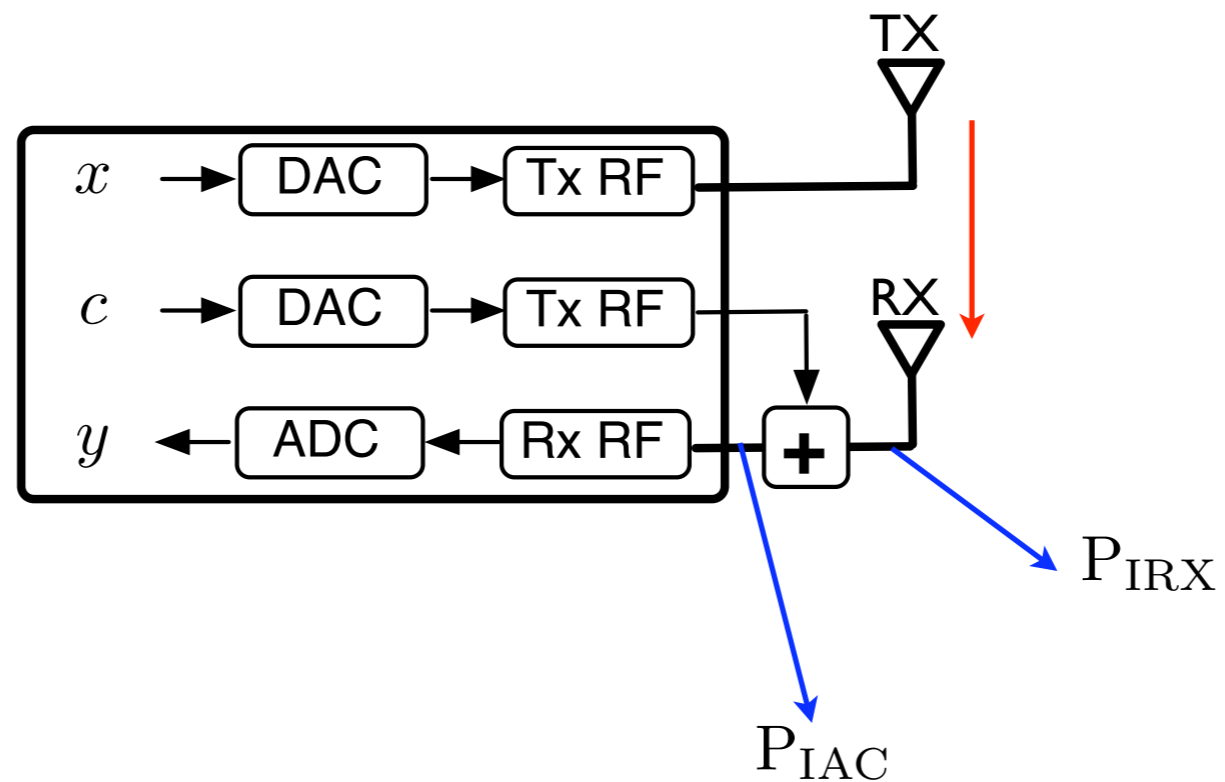 TX
x DAC Tx RF
c DAC Tx RF
RX
y ADC Rx RF +
P_IRX
P_IAC